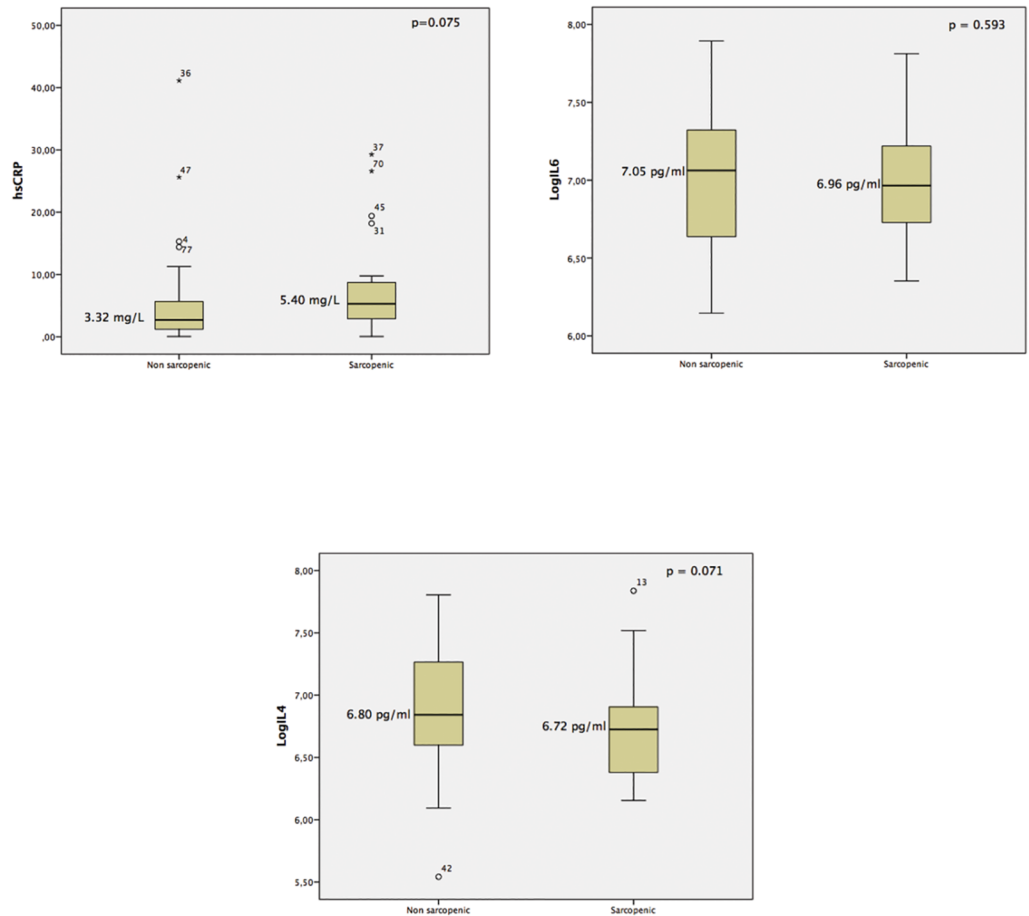 50,00
40,00
30,00
20,00
10,00
,00
hsCRP
p=0.075
36
47
4
77
37
70
45
31
3.32 mg/L
5.40 mg/L
Non sarcopenic
Sarcopenic
8,00
7,50
7,00
6,50
6,00
LogIL6
p = 0.593
7.05 pg/ml
6.96 pg/ml
Non sarcopenic
Sarcopenic
8,00
7,50
7,00
6,50
6,00
5,50
LogIL4
p = 0.071
13
6.80 pg/ml
6.72 pg/ml
42
Non sarcopenic
Sarcopenic